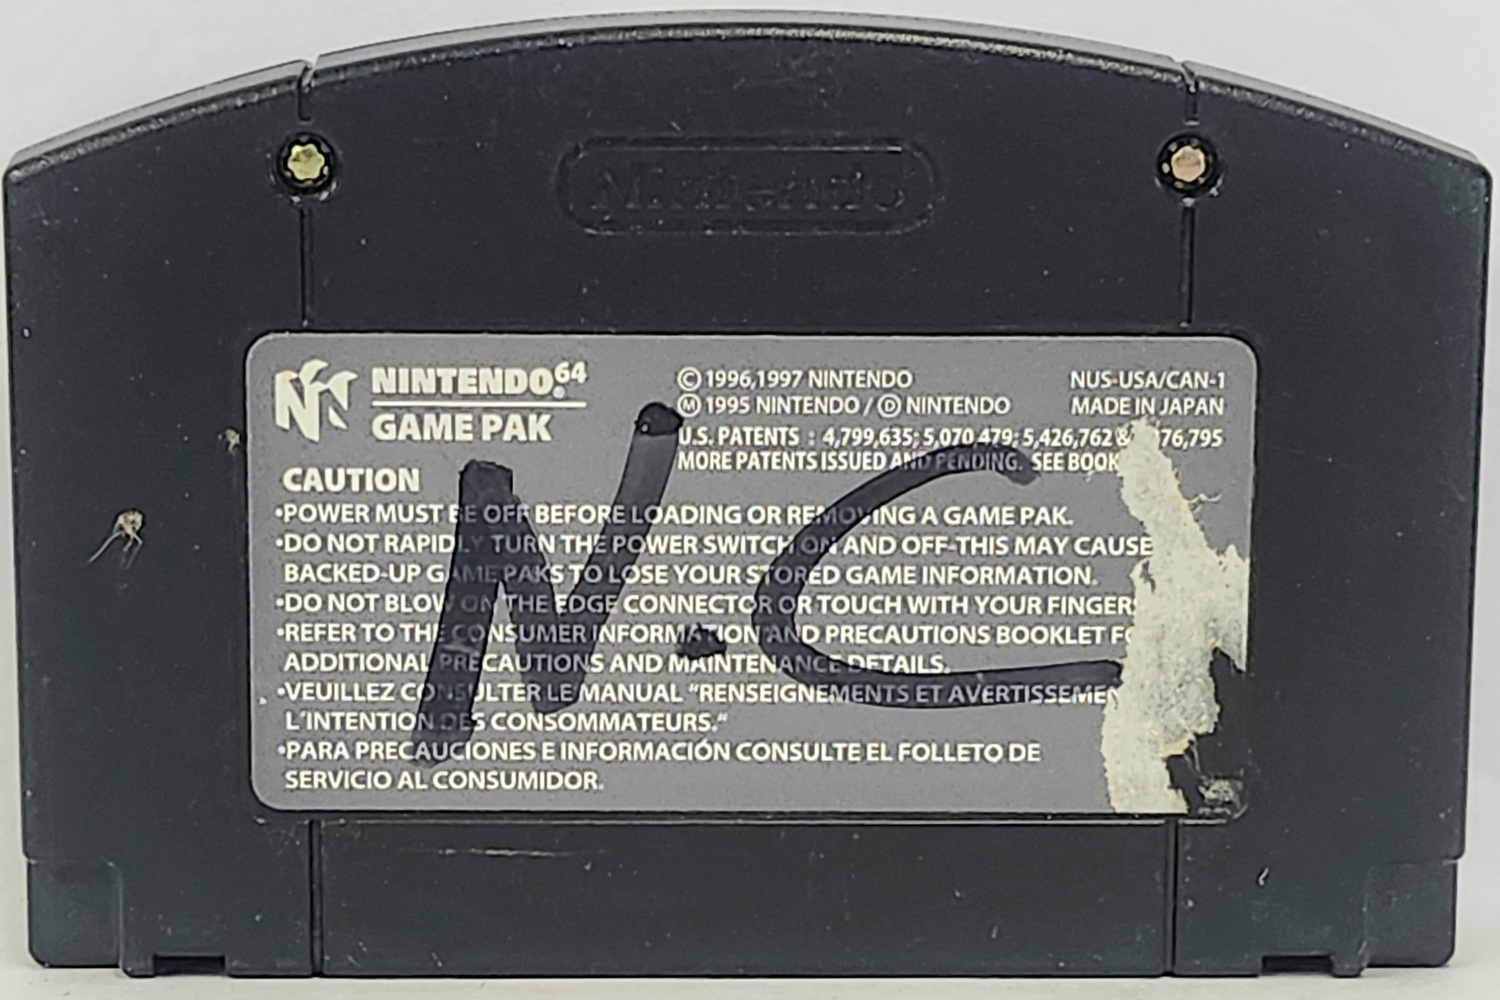 Nintendo
NINTENDO64
GAME PAK
© 1996,1997 NINTENDO
Ⓜ 1995 NINTENDO / Ⓓ NINTENDO
NUS-USA/CAN-1
MADE IN JAPAN
U.S. PATENTS : 4,799,635; 5,070,479; 5,426,762 & 76,795
MORE PATENTS ISSUED AND PENDING. SEE BOOK
CAUTION
•POWER MUST BE OFF BEFORE LOADING OR REMOVING A GAME PAK.
•DO NOT RAPIDLY TURN THE POWER SWITCH ON AND OFF-THIS MAY CAUSE
BACKED-UP GAME PAKS TO LOSE YOUR STORED GAME INFORMATION.
•DO NOT BLOW ON THE EDGE CONNECTOR OR TOUCH WITH YOUR FINGERS
•REFER TO THE CONSUMER INFORMATION AND PRECAUTIONS BOOKLET FO
ADDITIONAL PRECAUTIONS AND MAINTENANCE DETAILS.
•VEUILLEZ CONSULTER LE MANUAL “RENSEIGNEMENTS ET AVERTISSEMEN
L'INTENTION DES CONSOMMATEURS.“
•PARA PRECAUCIONES E INFORMACIÓN CONSULTE EL FOLLETO DE
SERVICIO AL CONSUMIDOR.
N.C